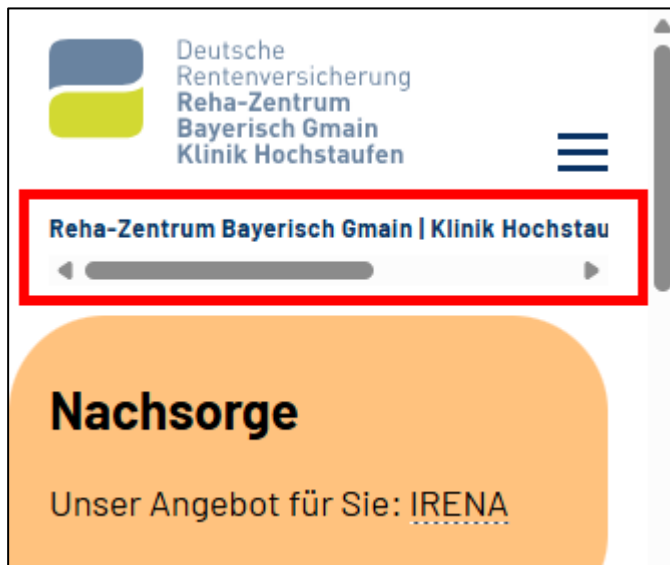 Deutsche
Rentenversicherung
Reha-Zentrum
Bayerisch Gmain
Klinik Hochstaufen
Reha-Zentrum Bayerisch Gmain | Klinik Hochstau
Nachsorge
Unser Angebot für Sie: IRENA